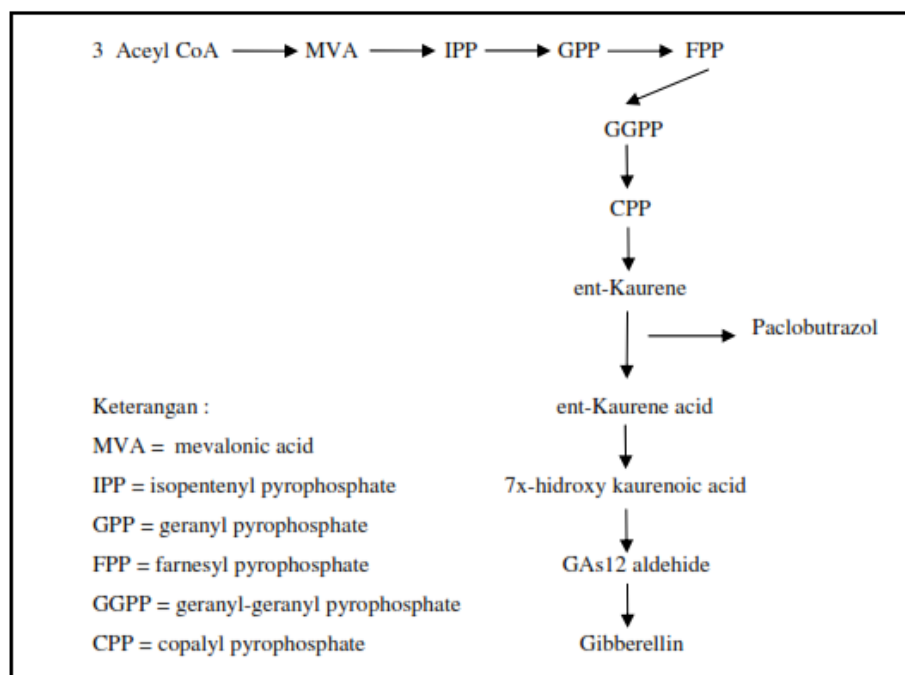 3 Aceyl CoA MVA IPP GPP FPP
GGPP
CPP
ent-Kaurene
Paclobutrazol
ent-Kaurene acid
7x-hidroxy kaurenoic acid
GAs12 aldehide
Gibberellin
Keterangan :
MVA = mevalonic acid
IPP = isopentenyl pyrophosphate
GPP = geranyl pyrophosphate
FPP = farnesyl pyrophosphate
GGPP = geranyl-geranyl pyrophosphate
CPP = copalyl pyrophosphate